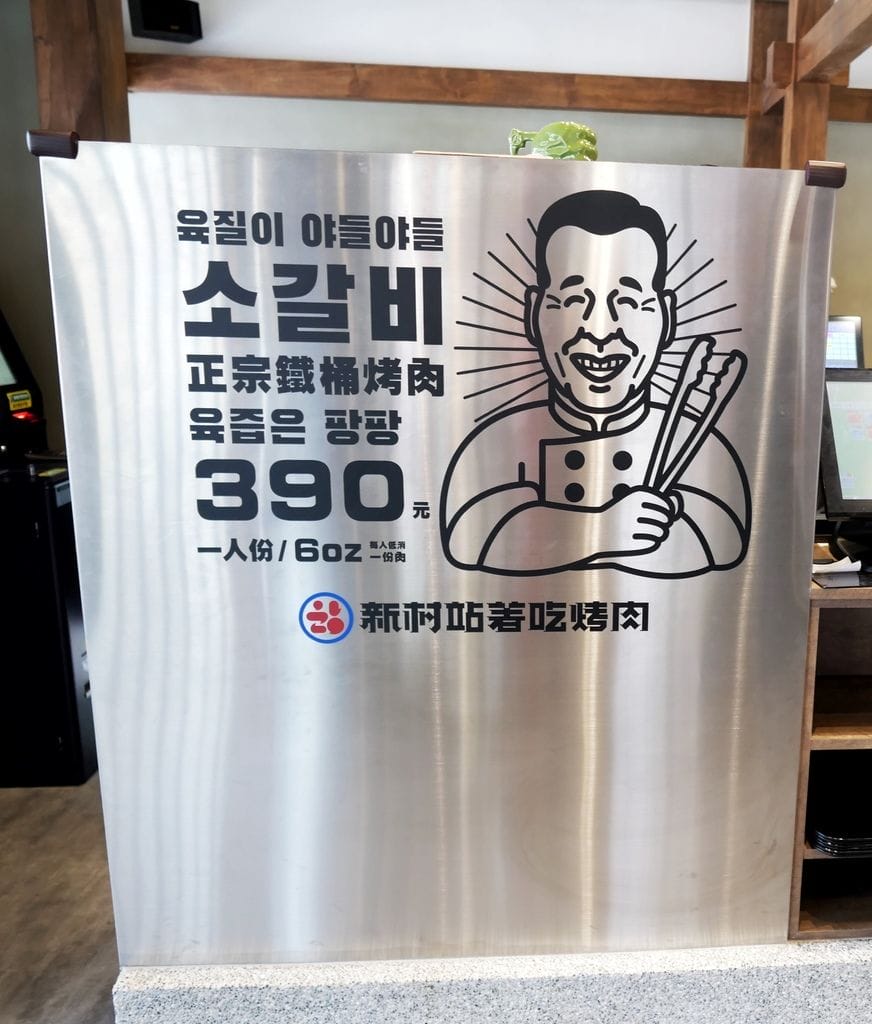 육질이 야들야들
소갈비
正宗鐵桶烤肉
육즙은 팡팡
390元
一人份/6oz 每人低消
一份肉
站 新村站着吃烤肉